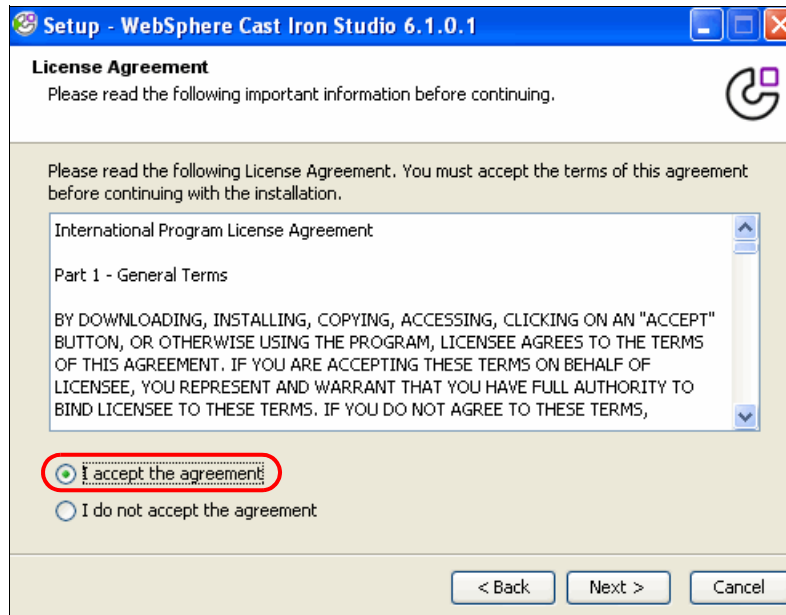 Setup - WebSphere Cast Iron Studio 6.1.0.1
License Agreement
Please read the following important information before continuing.
Please read the following License Agreement. You must accept the terms of this agreement
before continuing with the installation.
International Program License Agreement
Part 1 - General Terms
BY DOWNLOADING, INSTALLING, COPYING, ACCESSING, CLICKING ON AN "ACCEPT"
BUTTON, OR OTHERWISE USING THE PROGRAM, LICENSEE AGREES TO THE TERMS
OF THIS AGREEMENT. IF YOU ARE ACCEPTING THESE TERMS ON BEHALF OF
LICENSEE, YOU REPRESENT AND WARRANT THAT YOU HAVE FULL AUTHORITY TO
BIND LICENSEE TO THESE TERMS. IF YOU DO NOT AGREE TO THESE TERMS,
I accept the agreement
I do not accept the agreement
< Back Next > Cancel